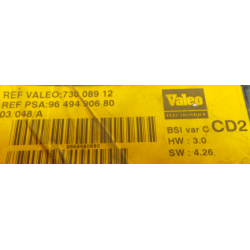 REF VALEO:730 089 12
REF PSA:96 494 906 80
03/048/A
Valeo
BSI var C CD2
HW : 3.0
SW : 4.26.